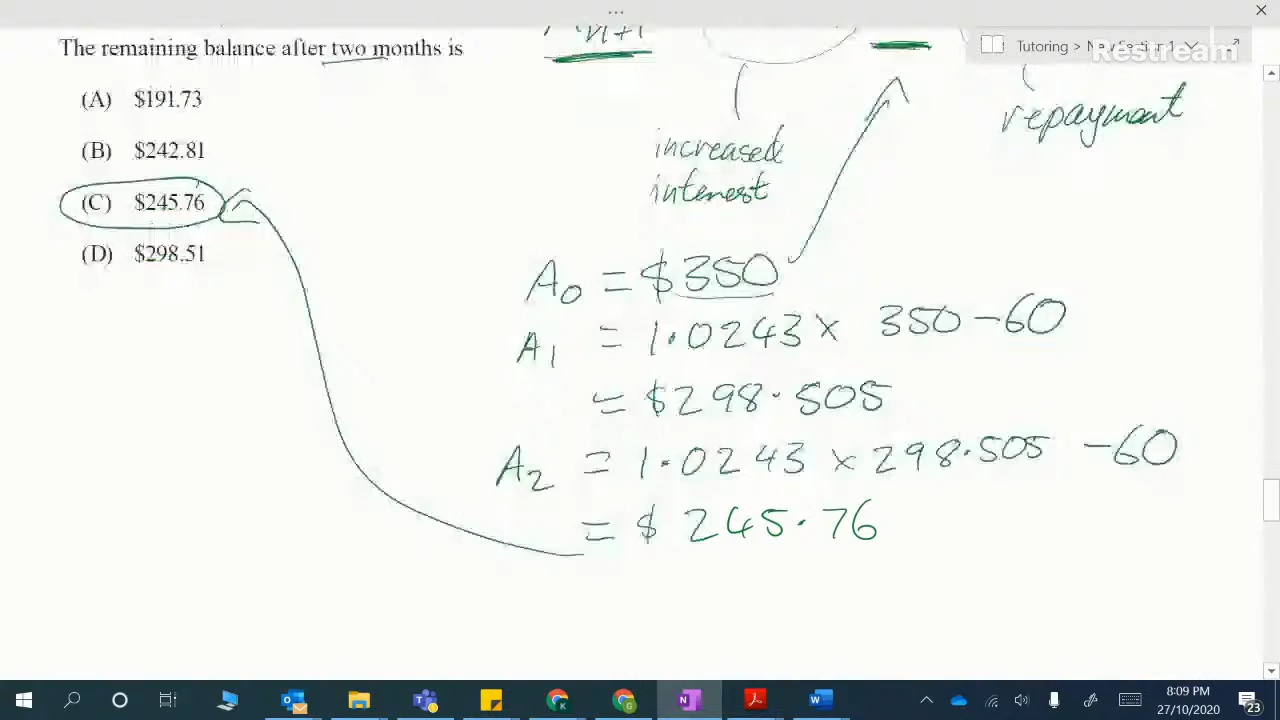 The remaining balance after two months is
Tutoring >
Restream
repayment
(A) $191.73
(B) $242.81
(C) $245.76
(D) $298.51
increased
interest
A0 = $350
A1 = 1.0243 × 350 - 60
= $298.505
A2 = 1.0243 × 298.505 - 60
= $245.76
8:09 PM
27/10/2020
23